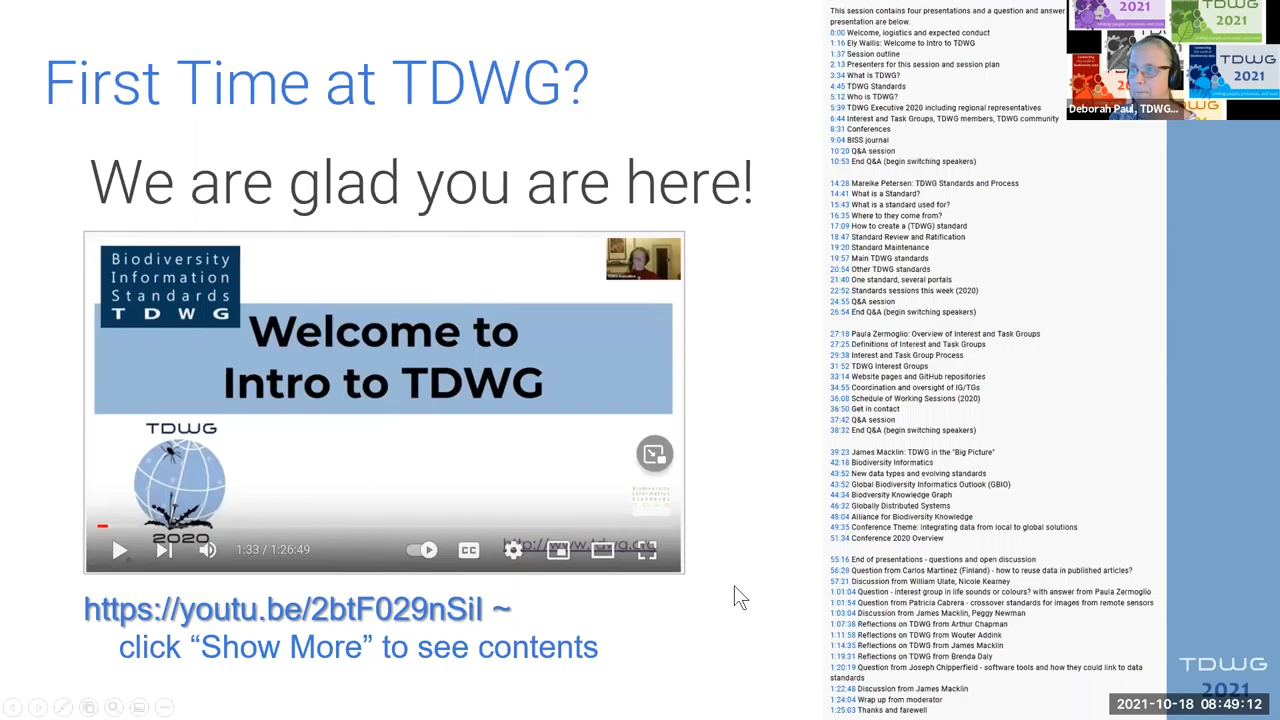 First Time at TDWG?
We are glad you are here!
Biodiversity
Information
Standards
T D W G
Welcome to
Intro to TDWG
TDWG
2020
Biodiversity
Information
Standards
1:33 / 1:26:49
CC
http://www.tdwg.org
https://youtu.be/2btF029nSiI ~
click “Show More” to see contents
This session contains four presentations and a question and answer
presentation are below.
0:00 Welcome, logistics and expected conduct
1:16 Ely Wallis: Welcome to Intro to TDWG
1:37 Session outline
2:13 Presenters for this session and session plan
3:34 What is TDWG?
4:45 TDWG Standards
5:12 Who is TDWG?
5:39 TDWG Executive 2020 including regional representatives
6:44 Interest and Task Groups, TDWG members, TDWG community
8:31 Conferences
9:04 BISS journal
10:20 Q&A session
10:53 End Q&A (begin switching speakers)
14:28 Mareike Petersen: TDWG Standards and Process
14:41 What is a Standard?
15:43 What is a standard used for?
16:35 Where to they come from?
17:09 How to create a (TDWG) standard
18:47 Standard Review and Ratification
19:20 Standard Maintenance
19:57 Main TDWG standards
20:54 Other TDWG standards
21:40 One standard, several portals
22:52 Standards sessions this week (2020)
24:55 Q&A session
26:54 End Q&A (begin switching speakers)
27:18 Paula Zermoglio: Overview of Interest and Task Groups
27:25 Definitions of Interest and Task Groups
29:38 Interest and Task Group Process
31:52 TDWG Interest Groups
33:14 Website pages and GitHub repositories
34:55 Coordination and oversight of IG/TGs
36:08 Schedule of Working Sessions (2020)
36:50 Get in contact
37:42 Q&A session
38:32 End Q&A (begin switching speakers)
39:23 James Macklin: TDWG in the "Big Picture"
42:18 Biodiversity Informatics
43:52 New data types and evolving standards
43:52 Global Biodiversity Informatics Outlook (GBIO)
44:34 Biodversity Knowledge Graph
46:32 Globally Distributed Systems
48:04 Alliance for Biodiversity Knowledge
49:35 Conference Theme: integrating data from local to global solutions
51:34 Conference 2020 Overview
55:16 End of presentations - questions and open discussion
56:28 Question from Carlos Martinez (Finland) - how to reuse data in published articles?
57:21 Discussion from William Ulate, Nicole Kearney
1:01:04 Question - interest group in life sounds or colours? with answer from Paula Zermoglio
1:01:54 Question from Patricia Cabrera - crossover standards for images from remote sensors
1:03:04 Discussion from James Macklin, Peggy Newman
1:07:38 Reflections on TDWG from Arthur Chapman
1:11:58 Reflections on TDWG from Wouter Addink
1:14:35 Reflections on TDWG from James Macklin
1:19:31 Reflections on TDWG from Brenda Daly
1:20:19 Question from Joseph Chipperfield - software tools and how they could link to data
standards
1:22:48 Discussion from James Macklin
1:24:04 Wrap up from moderator
1:25:03 Thanks and farewell
2021
TDWG
2021
TDWG
2021
Deborah Paul, TDWG...
TDWG
2021
2021-10-18 08:49:12